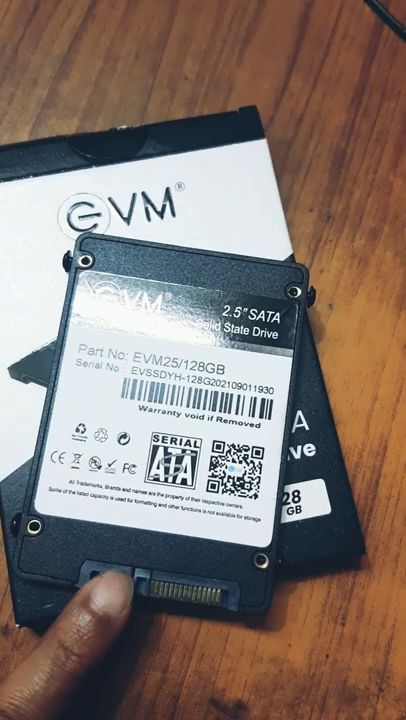 EVM®
EVM®
2.5" SATA
Solid State Drive
Part No: EVM25/128GB
Serial No : EVSSDYH-128G202109011930
Warranty void if Removed
CE
FC
SERIAL
ATA
All Trademarks, Brands and names are the property of their respective owners.
Some of the listed capacity is used for formatting and other functions is not available for storage
A
ve
28
GB